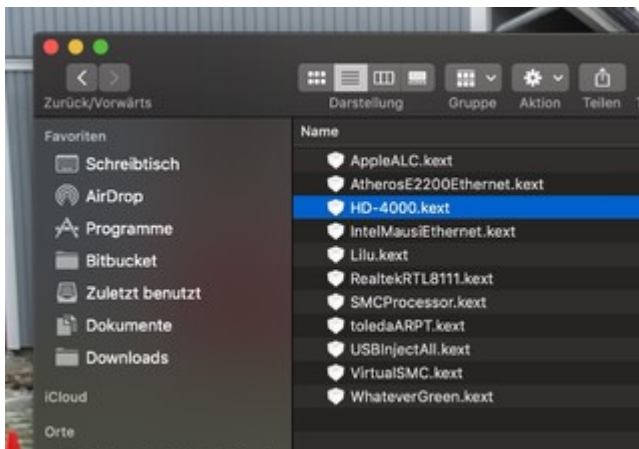 Zurück/Vorwärts
Darstellung Gruppe Aktion Teilen
Favoriten
Schreibtisch
AirDrop
Programme
Bitbucket
Zuletzt benutzt
Dokumente
Downloads
iCloud
Orte
Name
AppleALC.kext
AtherosE2200Ethernet.kext
HD-4000.kext
IntelMausiEthernet.kext
Lilu.kext
RealtekRTL8111.kext
SMCProcessor.kext
toledaARPT.kext
USBInjectAll.kext
VirtualSMC.kext
WhateverGreen.kext